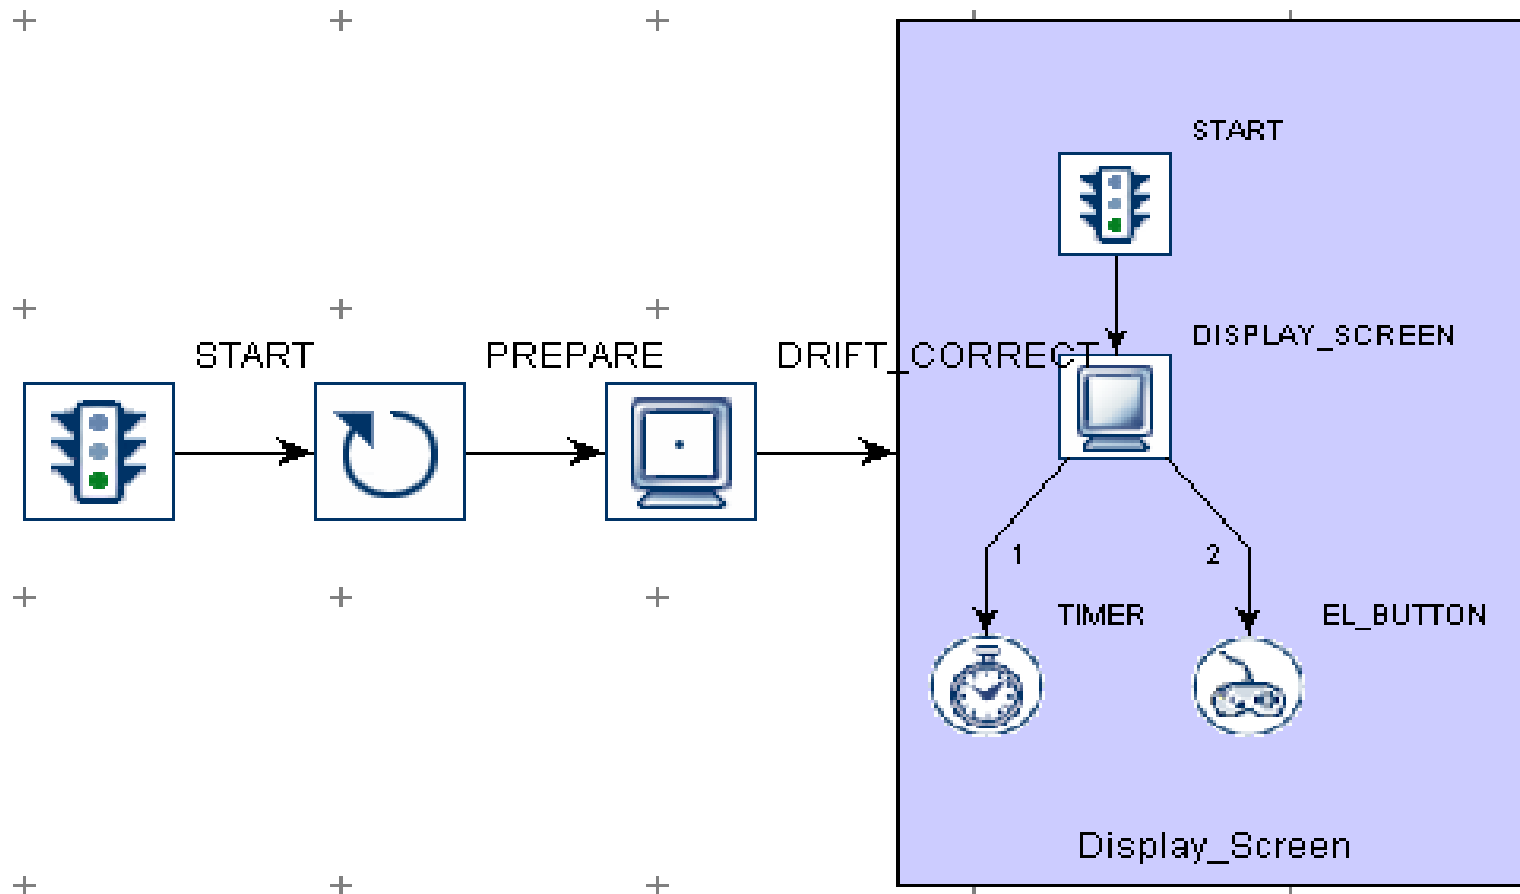 START
PREPARE
DRIFT_CORRECT
START
DISPLAY_SCREEN
1
2
TIMER
EL_BUTTON
Display_Screen